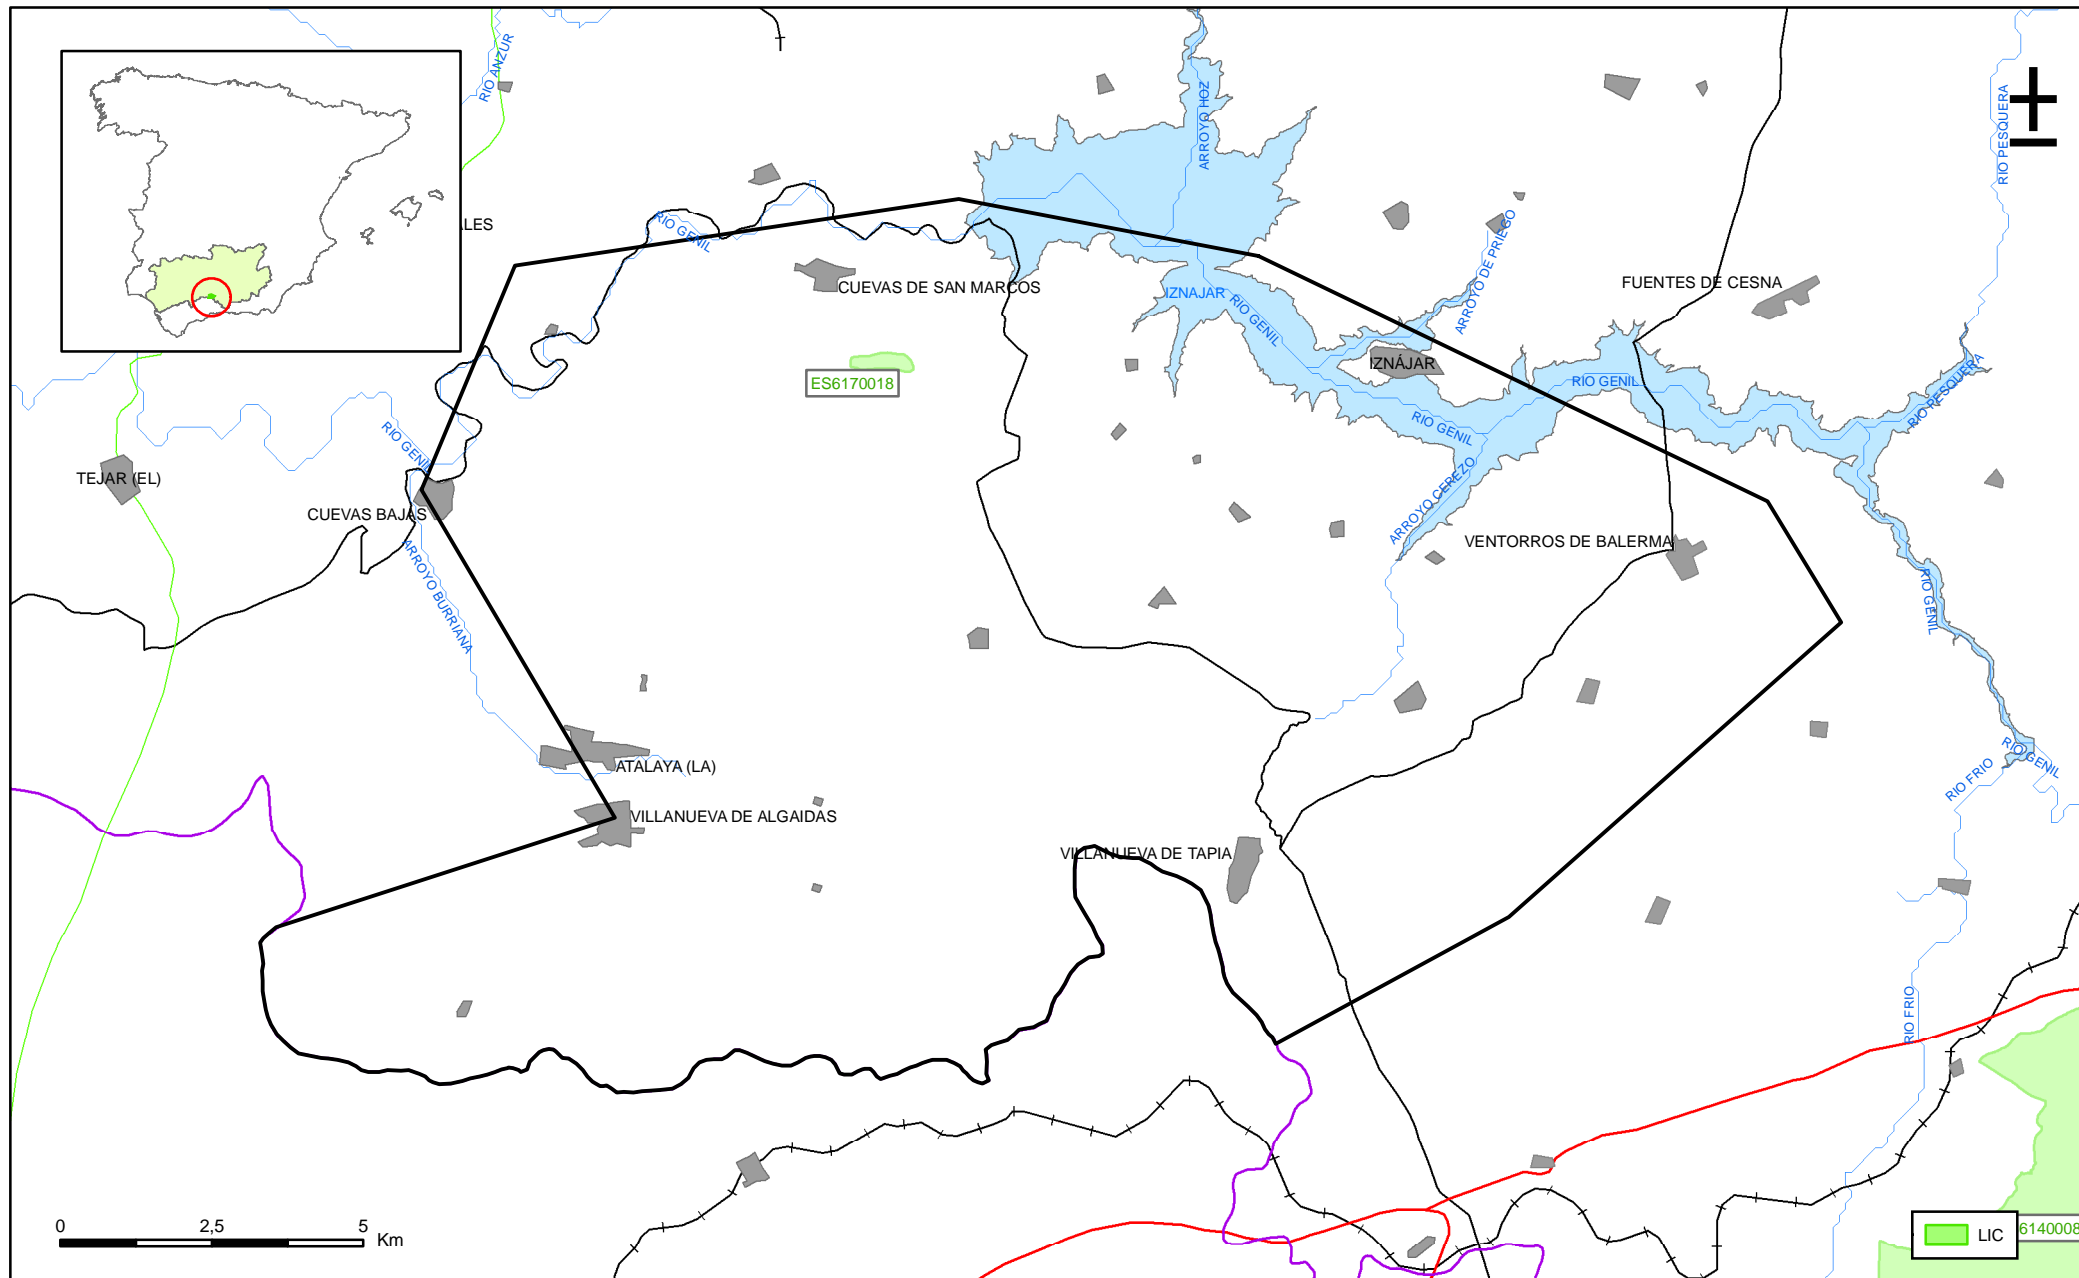 RIO ANZUR
ARROYO HOZ
RIO PESQUERA
ALES
RIO GENIL
ARROYO DE PRIEGO
CUEVAS DE SAN MARCOS
IZNAJAR
RIO GENIL
FUENTES DE CESNA
IZNÁJAR
RIO GENIL
ES6170018
RIO PESQUERA
RIO GENIL
RIO GENIL
TEJAR (EL)
ARROYO CEREZO
CUEVAS BAJAS
VENTORROS DE BALERMA
ARROYO BURRIANA
RIO GENIL
ATALAYA (LA)
RIO GENIL
RIO FRIO
VILLANUEVA DE ALGAIDAS
VILLANUEVA DE TAPIA
RIO FRIO
0 2,5 5
Km
LIC
6140008